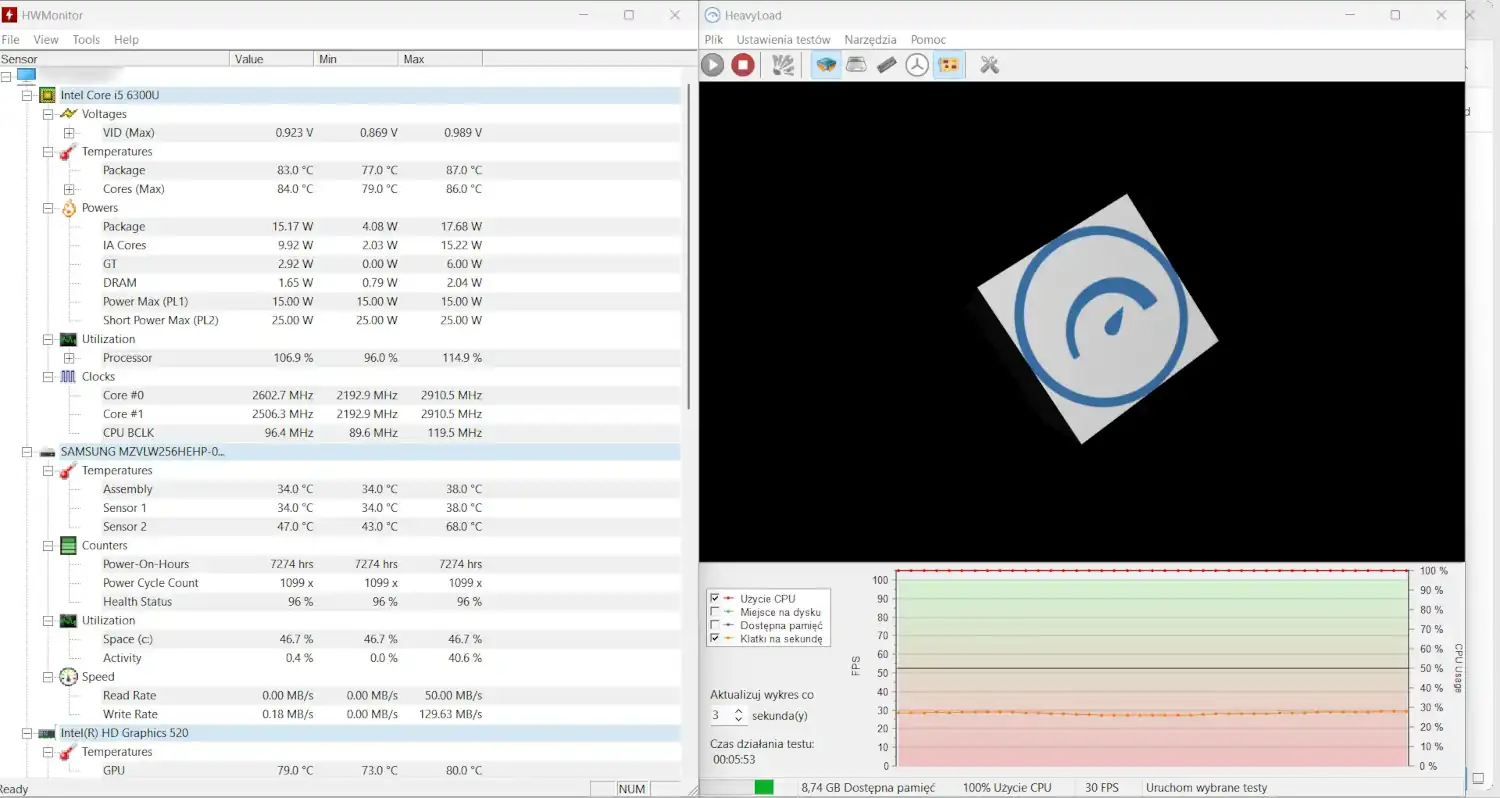 HWMonitor
File View Tools Help
Sensor Value Min Max
Intel Core i5 6300U
Voltages
VID (Max) 0.923 V 0.869 V 0.989 V
Temperatures
Package 83.0 °C 77.0 °C 87.0 °C
Cores (Max) 84.0 °C 79.0 °C 86.0 °C
Powers
Package 15.17 W 4.08 W 17.68 W
IA Cores 9.92 W 2.03 W 15.22 W
GT 2.92 W 0.00 W 6.00 W
DRAM 1.65 W 0.79 W 2.04 W
Power Max (PL1) 15.00 W 15.00 W 15.00 W
Short Power Max (PL2) 25.00 W 25.00 W 25.00 W
Utilization
Processor 106.9 % 96.0 % 114.9 %
Clocks
Core #0 2602.7 MHz 2192.9 MHz 2910.5 MHz
Core #1 2506.3 MHz 2192.9 MHz 2910.5 MHz
CPU BCLK 96.4 MHz 89.6 MHz 119.5 MHz
SAMSUNG MZVLW256HEHP-0...
Temperatures
Assembly 34.0 °C 34.0 °C 38.0 °C
Sensor 1 34.0 °C 34.0 °C 38.0 °C
Sensor 2 47.0 °C 43.0 °C 68.0 °C
Counters
Power-On-Hours 7274 hrs 7274 hrs 7274 hrs
Power Cycle Count 1099 x 1099 x 1099 x
Health Status 96 % 96 % 96 %
Utilization
Space (c:) 46.7 % 46.7 % 46.7 %
Activity 0.4 % 0.0 % 40.6 %
Speed
Read Rate 0.00 MB/s 0.00 MB/s 50.00 MB/s
Write Rate 0.18 MB/s 0.00 MB/s 129.63 MB/s
Intel(R) HD Graphics 520
Temperatures
GPU 79.0 °C 73.0 °C 80.0 °C
Ready NUM
HeavyLoad
Plik Ustawienia testów Narzędzia Pomoc
Użycie CPU
Miejsce na dysku
Dostępna pamięć
Klatki na sekundę
Aktualizuj wykres co
3 sekunda(y)
Czas działania testu:
00:05:53
FPS
100
90
80
70
60
50
40
30
20
10
0
100 %
90 %
80 %
70 %
60 %
50 %
40 %
30 %
20 %
10 %
0 %
CPU Usage
8,74 GB Dostępna pamięć 100% Użycie CPU 30 FPS Uruchom wybrane testy